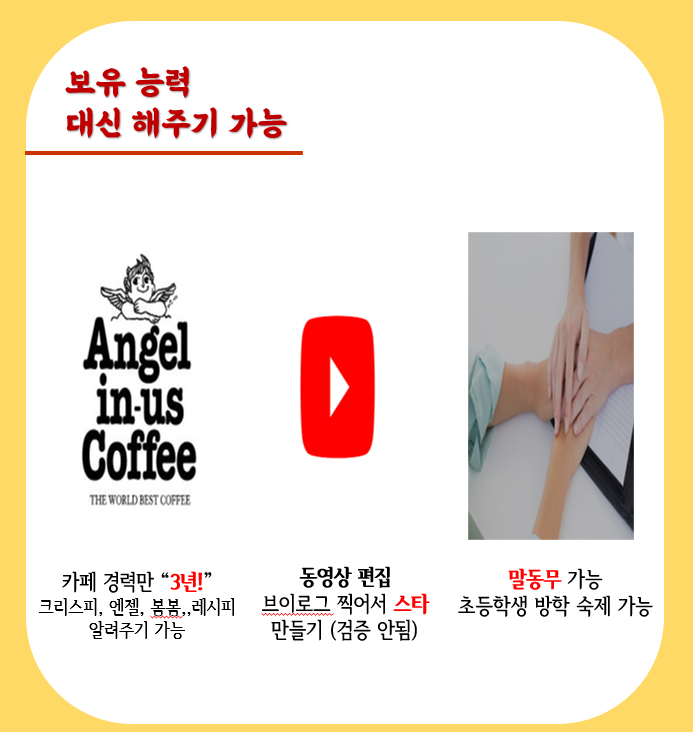 보유 능력
대신 해주기 가능
Angel
in-us
Coffee
THE WORLD BEST COFFEE
카페 경력만 “3년!”
크리스피, 엔젤, 봄봄,,레시피
알려주기 가능
동영상 편집
브이로그 찍어서 스타
만들기 (검증 안됨)
말동무 가능
초등학생 방학 숙제 가능